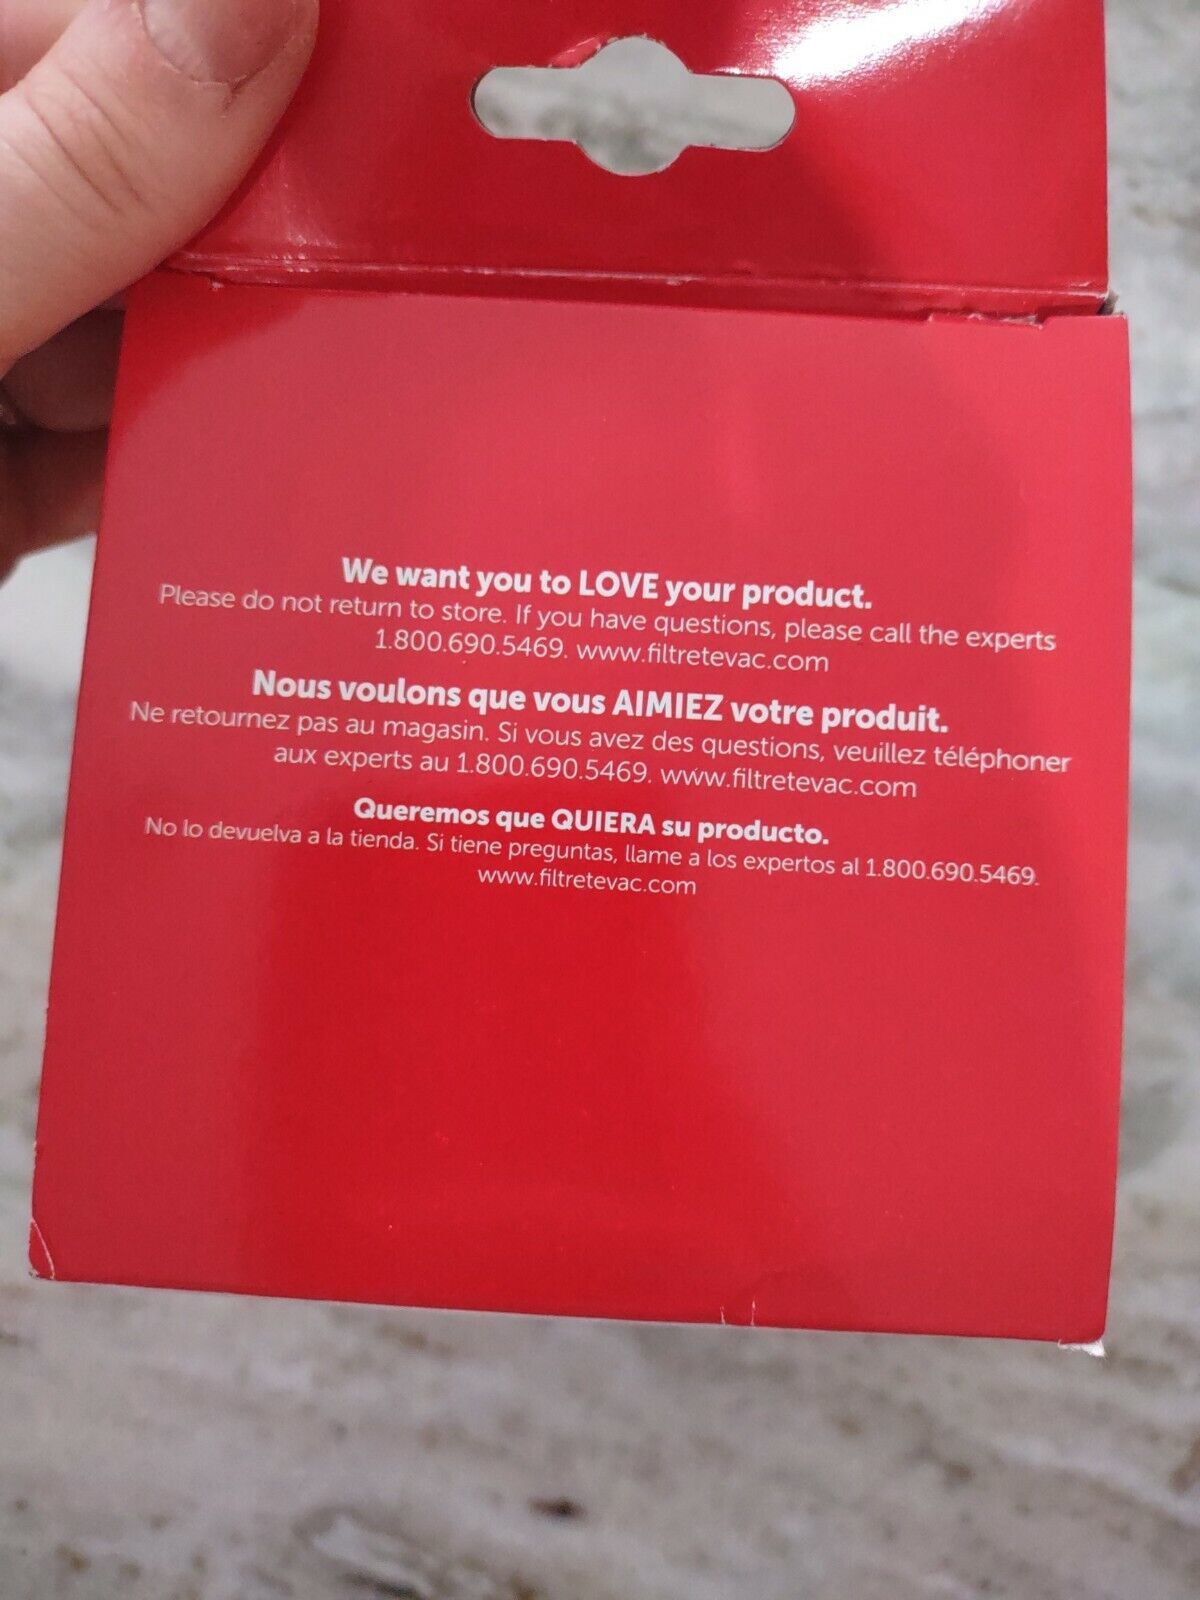 We want you to LOVE your product.
Please do not return to store. If you have questions, please call the experts
1.800.690.5469. www.filtretevac.com
Nous voulons que vous AIMIEZ votre produit.
Ne retournez pas au magasin. Si vous avez des questions, veuillez téléphoner
aux experts au 1.800.690.5469. www.filtretevac.com
Queremos que QUIERA su producto.
No lo devuelva a la tienda. Si tiene preguntas, llame a los expertos al 1.800.690.5469.
www.filtretevac.com